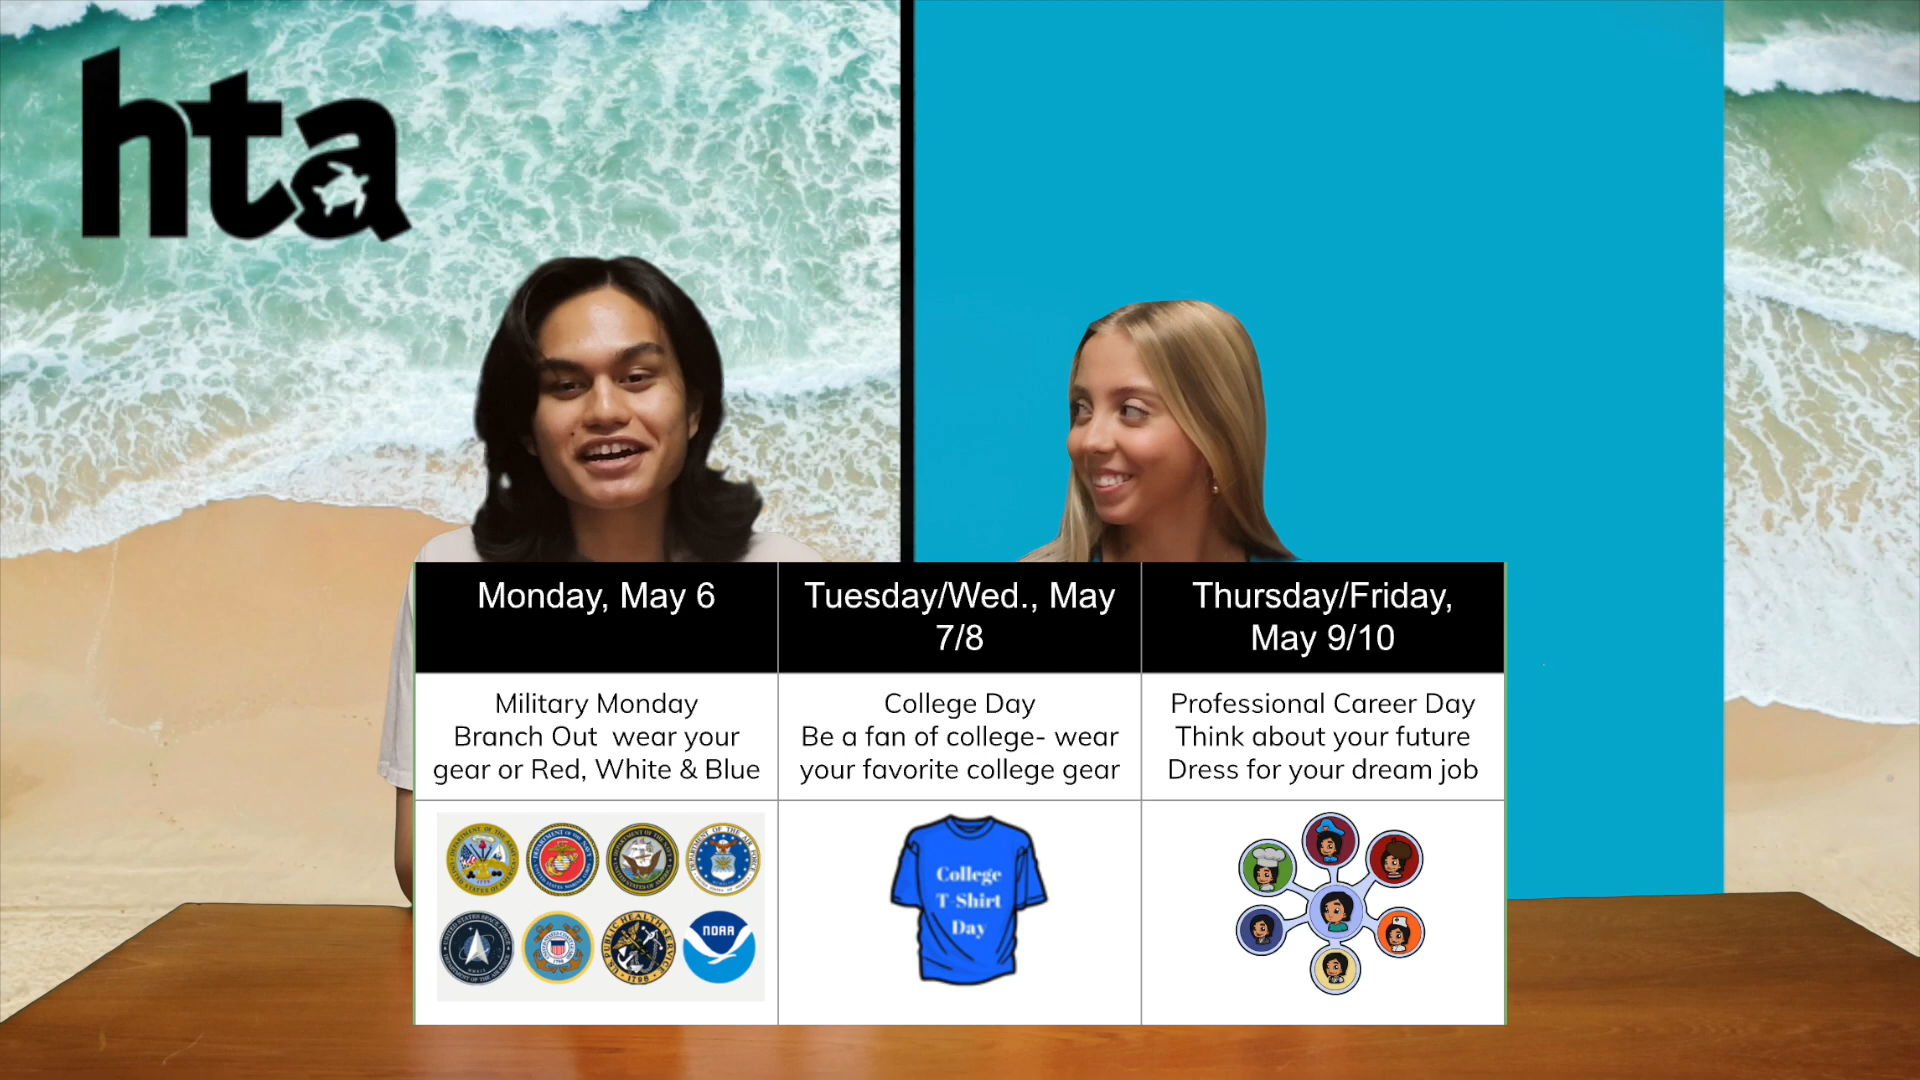 hta
Monday, May 6
Tuesday/Wed., May
7/8
Thursday/Friday,
May 9/10
Military Monday
Branch Out  wear your
gear or Red, White & Blue
College Day
Be a fan of college- wear
your favorite college gear
Professional Career Day
Think about your future
Dress for your dream job
NOAA
1798
College
T-Shirt
Day